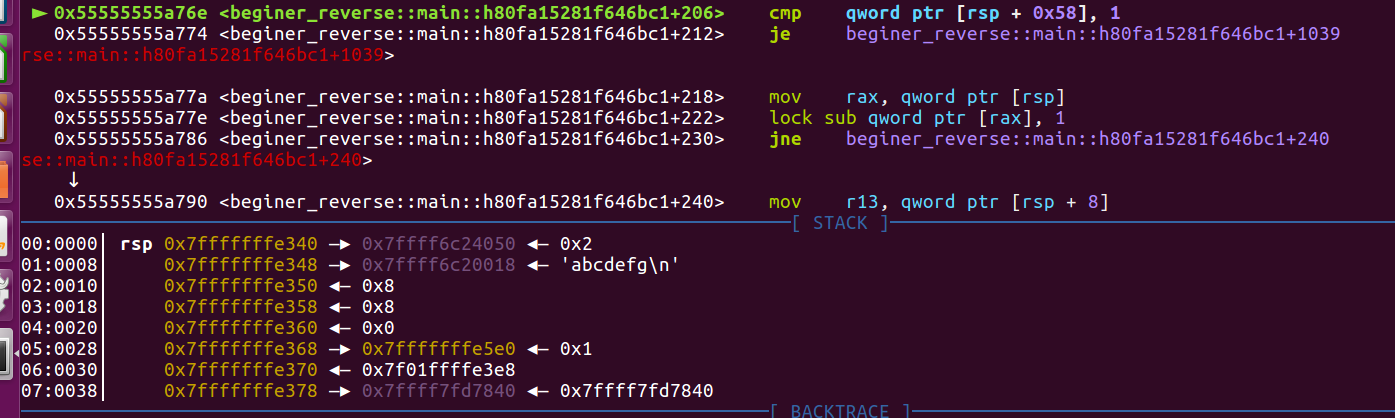 ► 0x55555555a76e <beginer_reverse::main::h80fa15281f646bc1+206> cmp qword ptr [rsp + 0x58], 1
0x55555555a774 <beginer_reverse::main::h80fa15281f646bc1+212> je beginer_reverse::main::h80fa15281f646bc1+1039
rse::main::h80fa15281f646bc1+1039>
0x55555555a77a <beginer_reverse::main::h80fa15281f646bc1+218> mov rax, qword ptr [rsp]
0x55555555a77e <beginer_reverse::main::h80fa15281f646bc1+222> lock sub qword ptr [rax], 1
0x55555555a786 <beginer_reverse::main::h80fa15281f646bc1+230> jne beginer_reverse::main::h80fa15281f646bc1+240
se::main::h80fa15281f646bc1+240>
↓
0x55555555a790 <beginer_reverse::main::h80fa15281f646bc1+240> mov r13, qword ptr [rsp + 8]
[ STACK ]
00:0000│ rsp 0x7fffffffe340 —► 0x7ffff6c24050 ◄— 0x2
01:0008│ 0x7fffffffe348 —► 0x7ffff6c20018 ◄— 'abcdefg\n'
02:0010│ 0x7fffffffe350 ◄— 0x8
03:0018│ 0x7fffffffe358 ◄— 0x8
04:0020│ 0x7fffffffe360 ◄— 0x0
05:0028│ 0x7fffffffe368 —► 0x7fffffffe5e0 ◄— 0x1
06:0030│ 0x7fffffffe370 ◄— 0x7f01ffffe3e8
07:0038│ 0x7fffffffe378 —► 0x7ffff7fd7840 ◄— 0x7ffff7fd7840
[ BACKTRACE ]